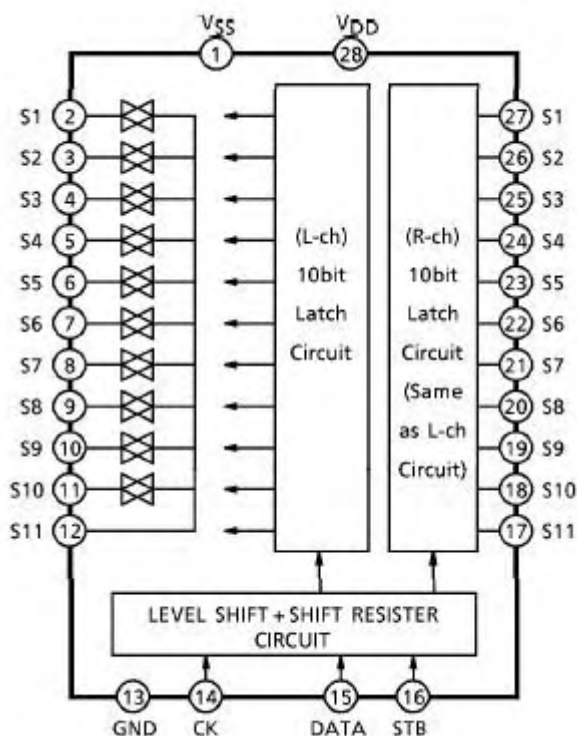 VSS VDD
1 28
S1 2 27 S1
S2 3 26 S2
S3 4 25 S3
S4 5 24 S4
S5 6 23 S5
S6 7 22 S6
S7 8 21 S7
S8 9 20 S8
S9 10 19 S9
S10 11 18 S10
S11 12 17 S11
(L-ch)
10bit
Latch
Circuit
(R-ch)
10bit
Latch
Circuit
(Same
as L-ch
Circuit)
LEVEL SHIFT + SHIFT RESISTER
CIRCUIT
13 14 15 16
GND CK DATA STB